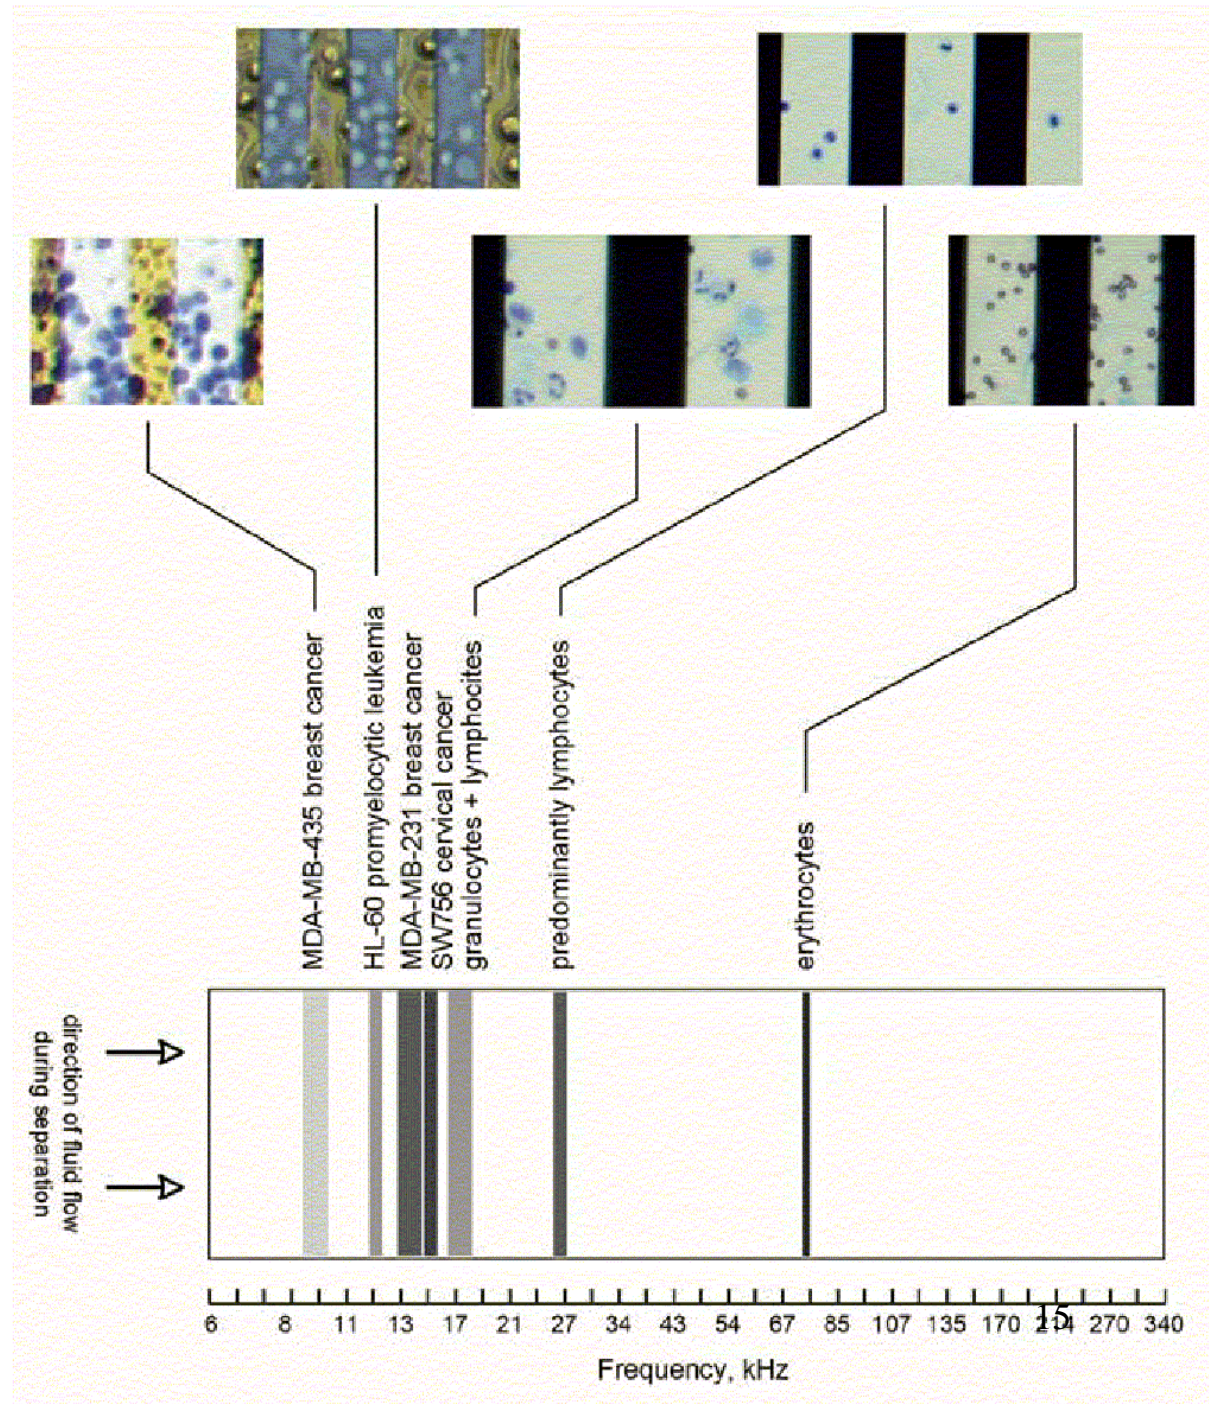 MDA-MB-435 breast cancer
HL-60 promyelocytic leukemia
MDA-MB-231 breast cancer
SW756 cervical cancer
granulocytes + lymphocites
predominantly lymphocytes
erythrocytes
direction of fluid flow
during separation
6 8 11 13 17 21 27 34 43 54 67 85 107 135 170 214 270 340
15
Frequency, kHz